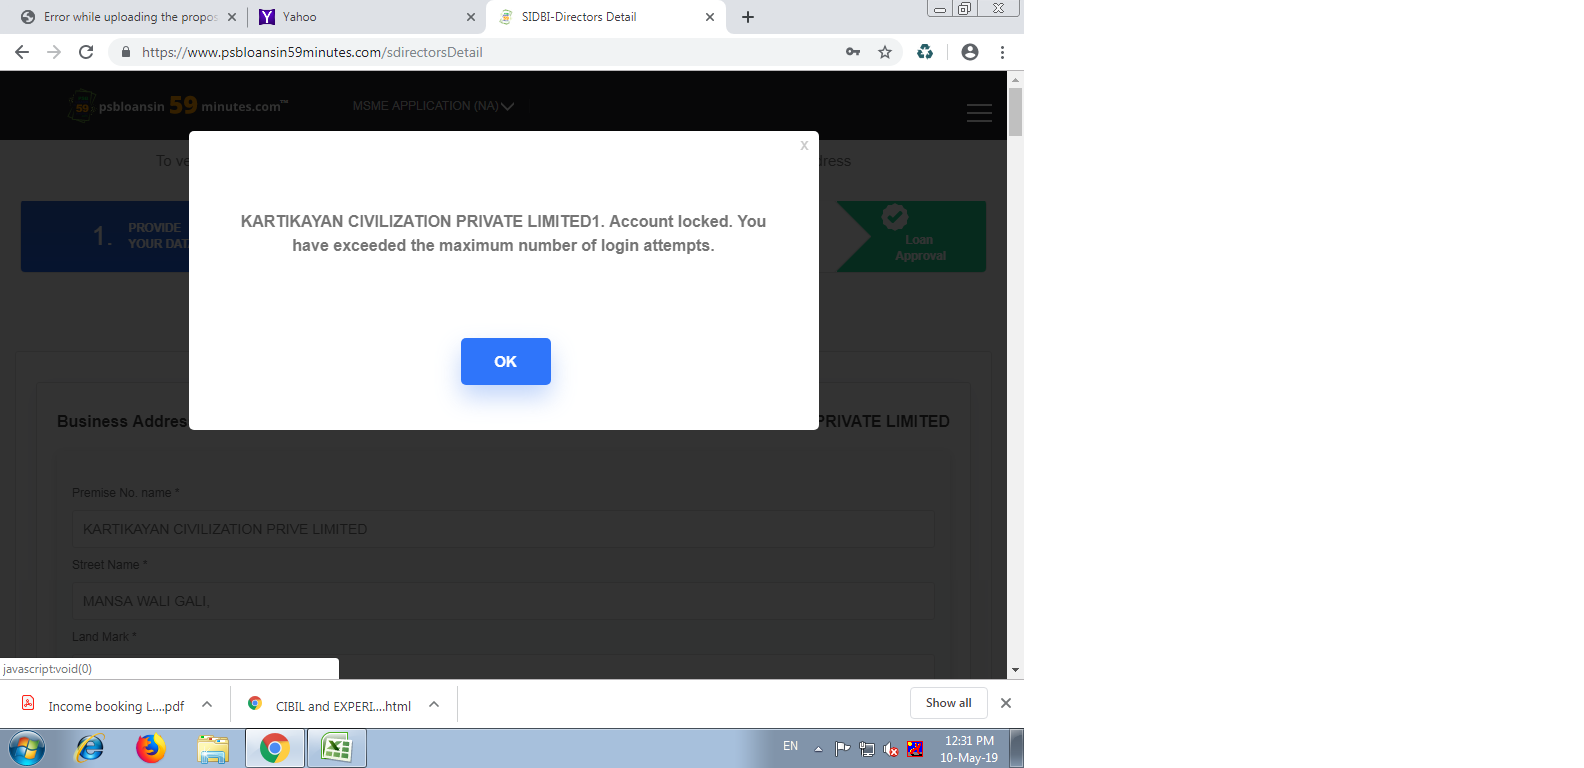 Error while uploading the propos
Yahoo
SIDBI-Directors Detail
https://www.psbloansin59minutes.com/sdirectorsDetail
psbloansin 59 minutes.com™
MSME APPLICATION (NA)
x
To ve
dress
KARTIKAYAN CIVILIZATION PRIVATE LIMITED1. Account locked. You
have exceeded the maximum number of login attempts.
1.
PROVIDE
YOUR DAT
Loan
Approval
OK
Business Addres
PRIVATE LIMITED
Premise No. name *
KARTIKAYAN CIVILIZATION PRIVE LIMITED
Street Name *
MANSA WALI GALI,
Land Mark *
javascript:void(0)
Income booking L....pdf
CIBIL and EXPERI....html
Show all
EN
12:31 PM
10-May-19